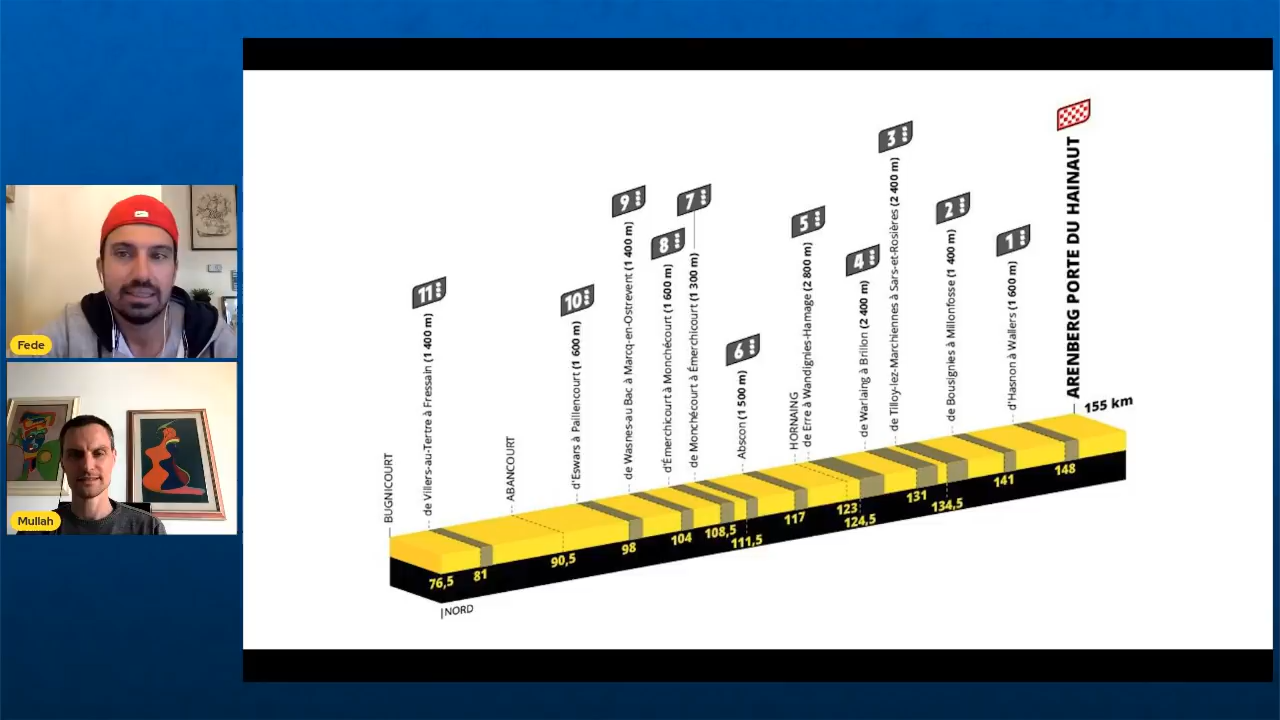 Fede
Mullah
BUGNICOURT
11
de Villers-au-Tertre à Fressain (1 400 m)
ABANCOURT
10
d'Eswars à Paillencourt (1 600 m)
9
de Wasnes-au Bac à Marcq-en-Ostrevent (1 400 m)
8
d'Émerchicourt à Monchécourt (1 600 m)
7
de Monchécourt à Émerchicourt (1 300 m)
6
Abscon (1 500 m)
HORNAING
5
de Erre à Wandignies-Hamage (2 800 m)
4
de Warlaing à Brillon (2 400 m)
3
de Tilloy-lez-Marchiennes à Sars-et-Rosières (2 400 m)
2
de Bousignies à Millonfosse (1 400 m)
1
d'Hasnon à Wallers (1 600 m)
ARENBERG PORTE DU HAINAUT
155 km
76,5
81
90,5
98
104
108,5
111,5
117
123
124,5
131
134,5
141
148
NORD